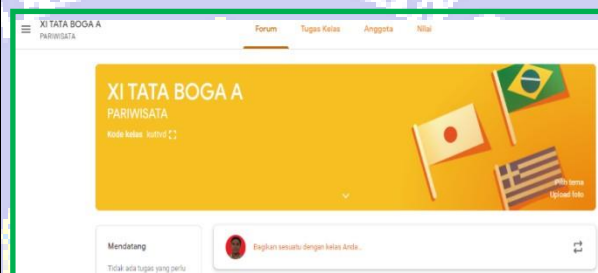 XI TATA BOGA A
PARIWISATA
Forum
Tugas Kelas
Anggota
Nilai
XI TATA BOGA A
PARIWISATA
Kode kelas
Pilih tema
Upload foto
Mendatang
Tidak ada tugas yang perlu
Bagikan sesuatu dengan kelas Anda...